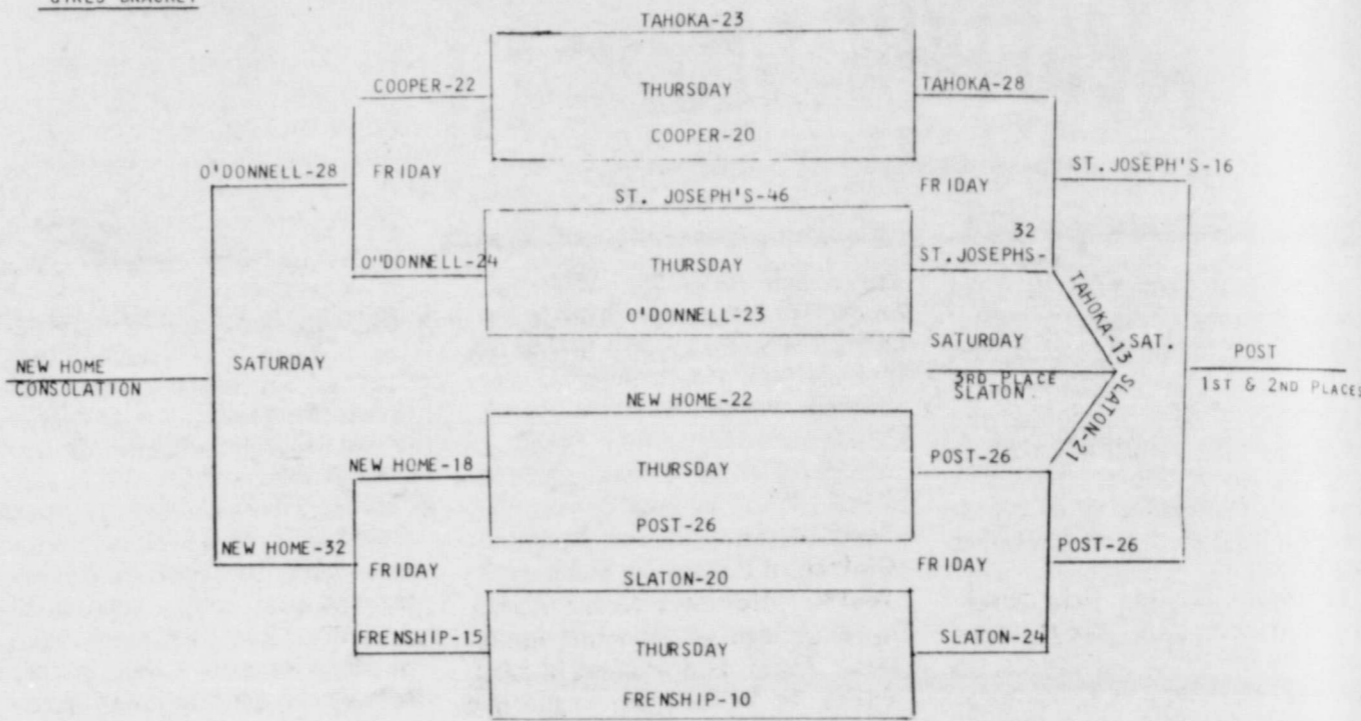 GIRLS BRACKET
TAHOKA-23
COOPER-22
THURSDAY
TAHOKA-28
COOPER-20
O'DONNELL-28
FRIDAY
ST. JOSEPH'S-46
FRIDAY
ST.JOSEPH'S-16
32
O"DONNELL-24
THURSDAY
ST.JOSEPHS-
TAHOKA-13
O'DONNELL-23
NEW HOME
CONSOLATION
SATURDAY
SATURDAY
3RD PLACE
SLATON
SAT.
POST
1ST & 2ND PLACES
NEW HOME-22
SLATON-21
NEW HOME-18
THURSDAY
POST-26
POST-26
NEW HOME-32
FRIDAY
SLATON-20
FRIDAY
POST-26
FRENSHIP-15
THURSDAY
SLATON-24
FRENSHIP-10